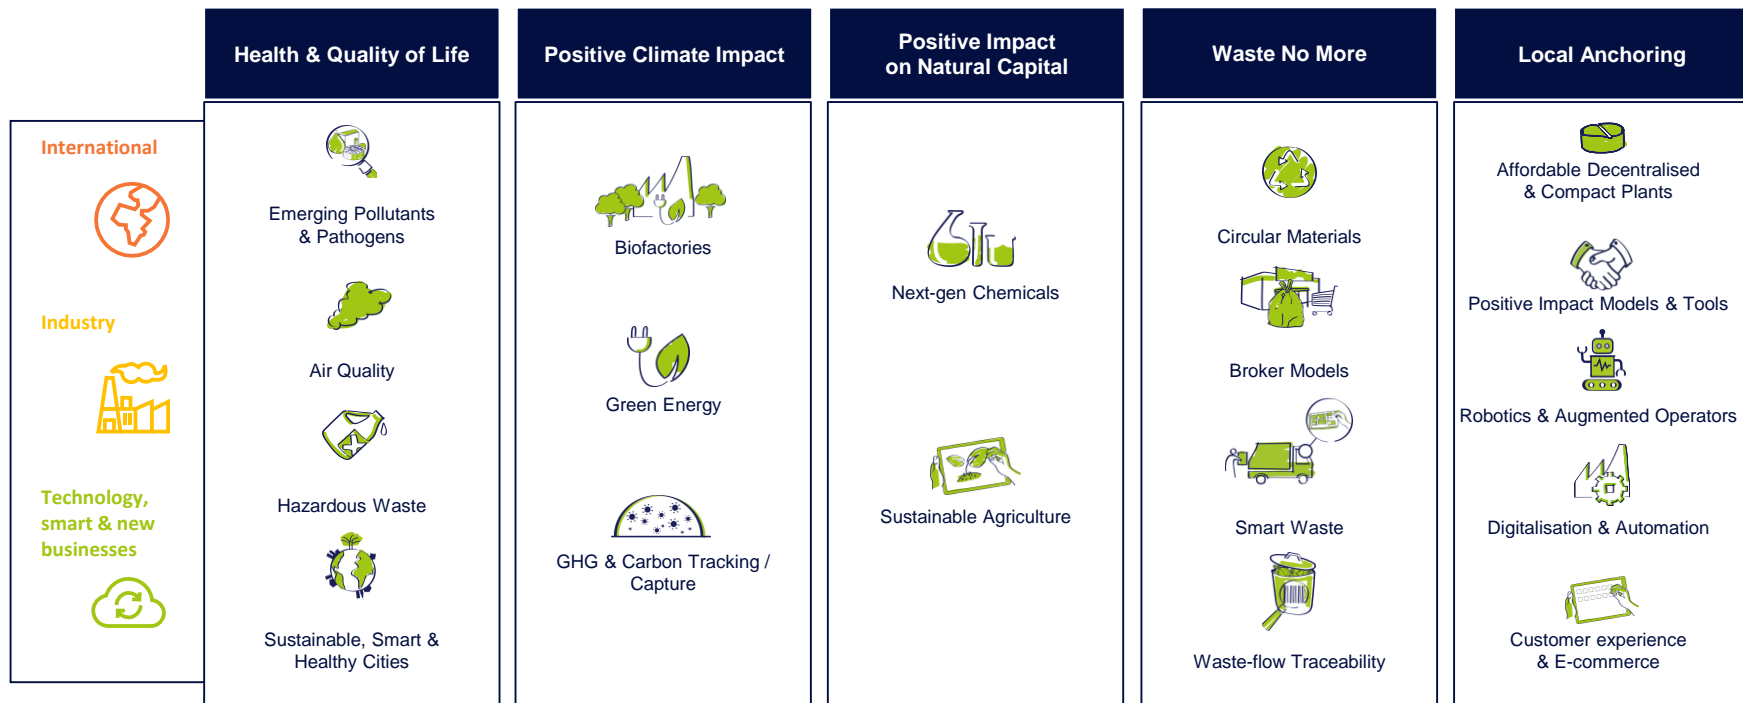 Health & Quality of Life
Positive Climate Impact
Positive Impact
on Natural Capital
Waste No More
Local Anchoring
International
Industry
Technology,
smart & new
businesses
Emerging Pollutants
& Pathogens
Air Quality
Hazardous Waste
Sustainable, Smart &
Healthy Cities
Biofactories
Green Energy
GHG & Carbon Tracking /
Capture
Next-gen Chemicals
Sustainable Agriculture
Circular Materials
Broker Models
Smart Waste
Waste-flow Traceability
Affordable Decentralised
& Compact Plants
Positive Impact Models & Tools
Robotics & Augmented Operators
Digitalisation & Automation
Customer experience
& E-commerce